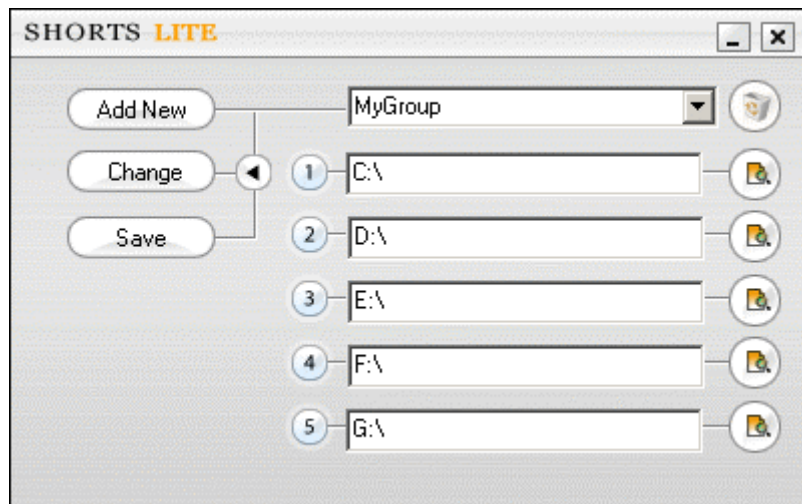 SHORTS LITE
Add New
MyGroup
Change
1 C:\
Save
2 D:\
3 E:\
4 F:\
5 G:\